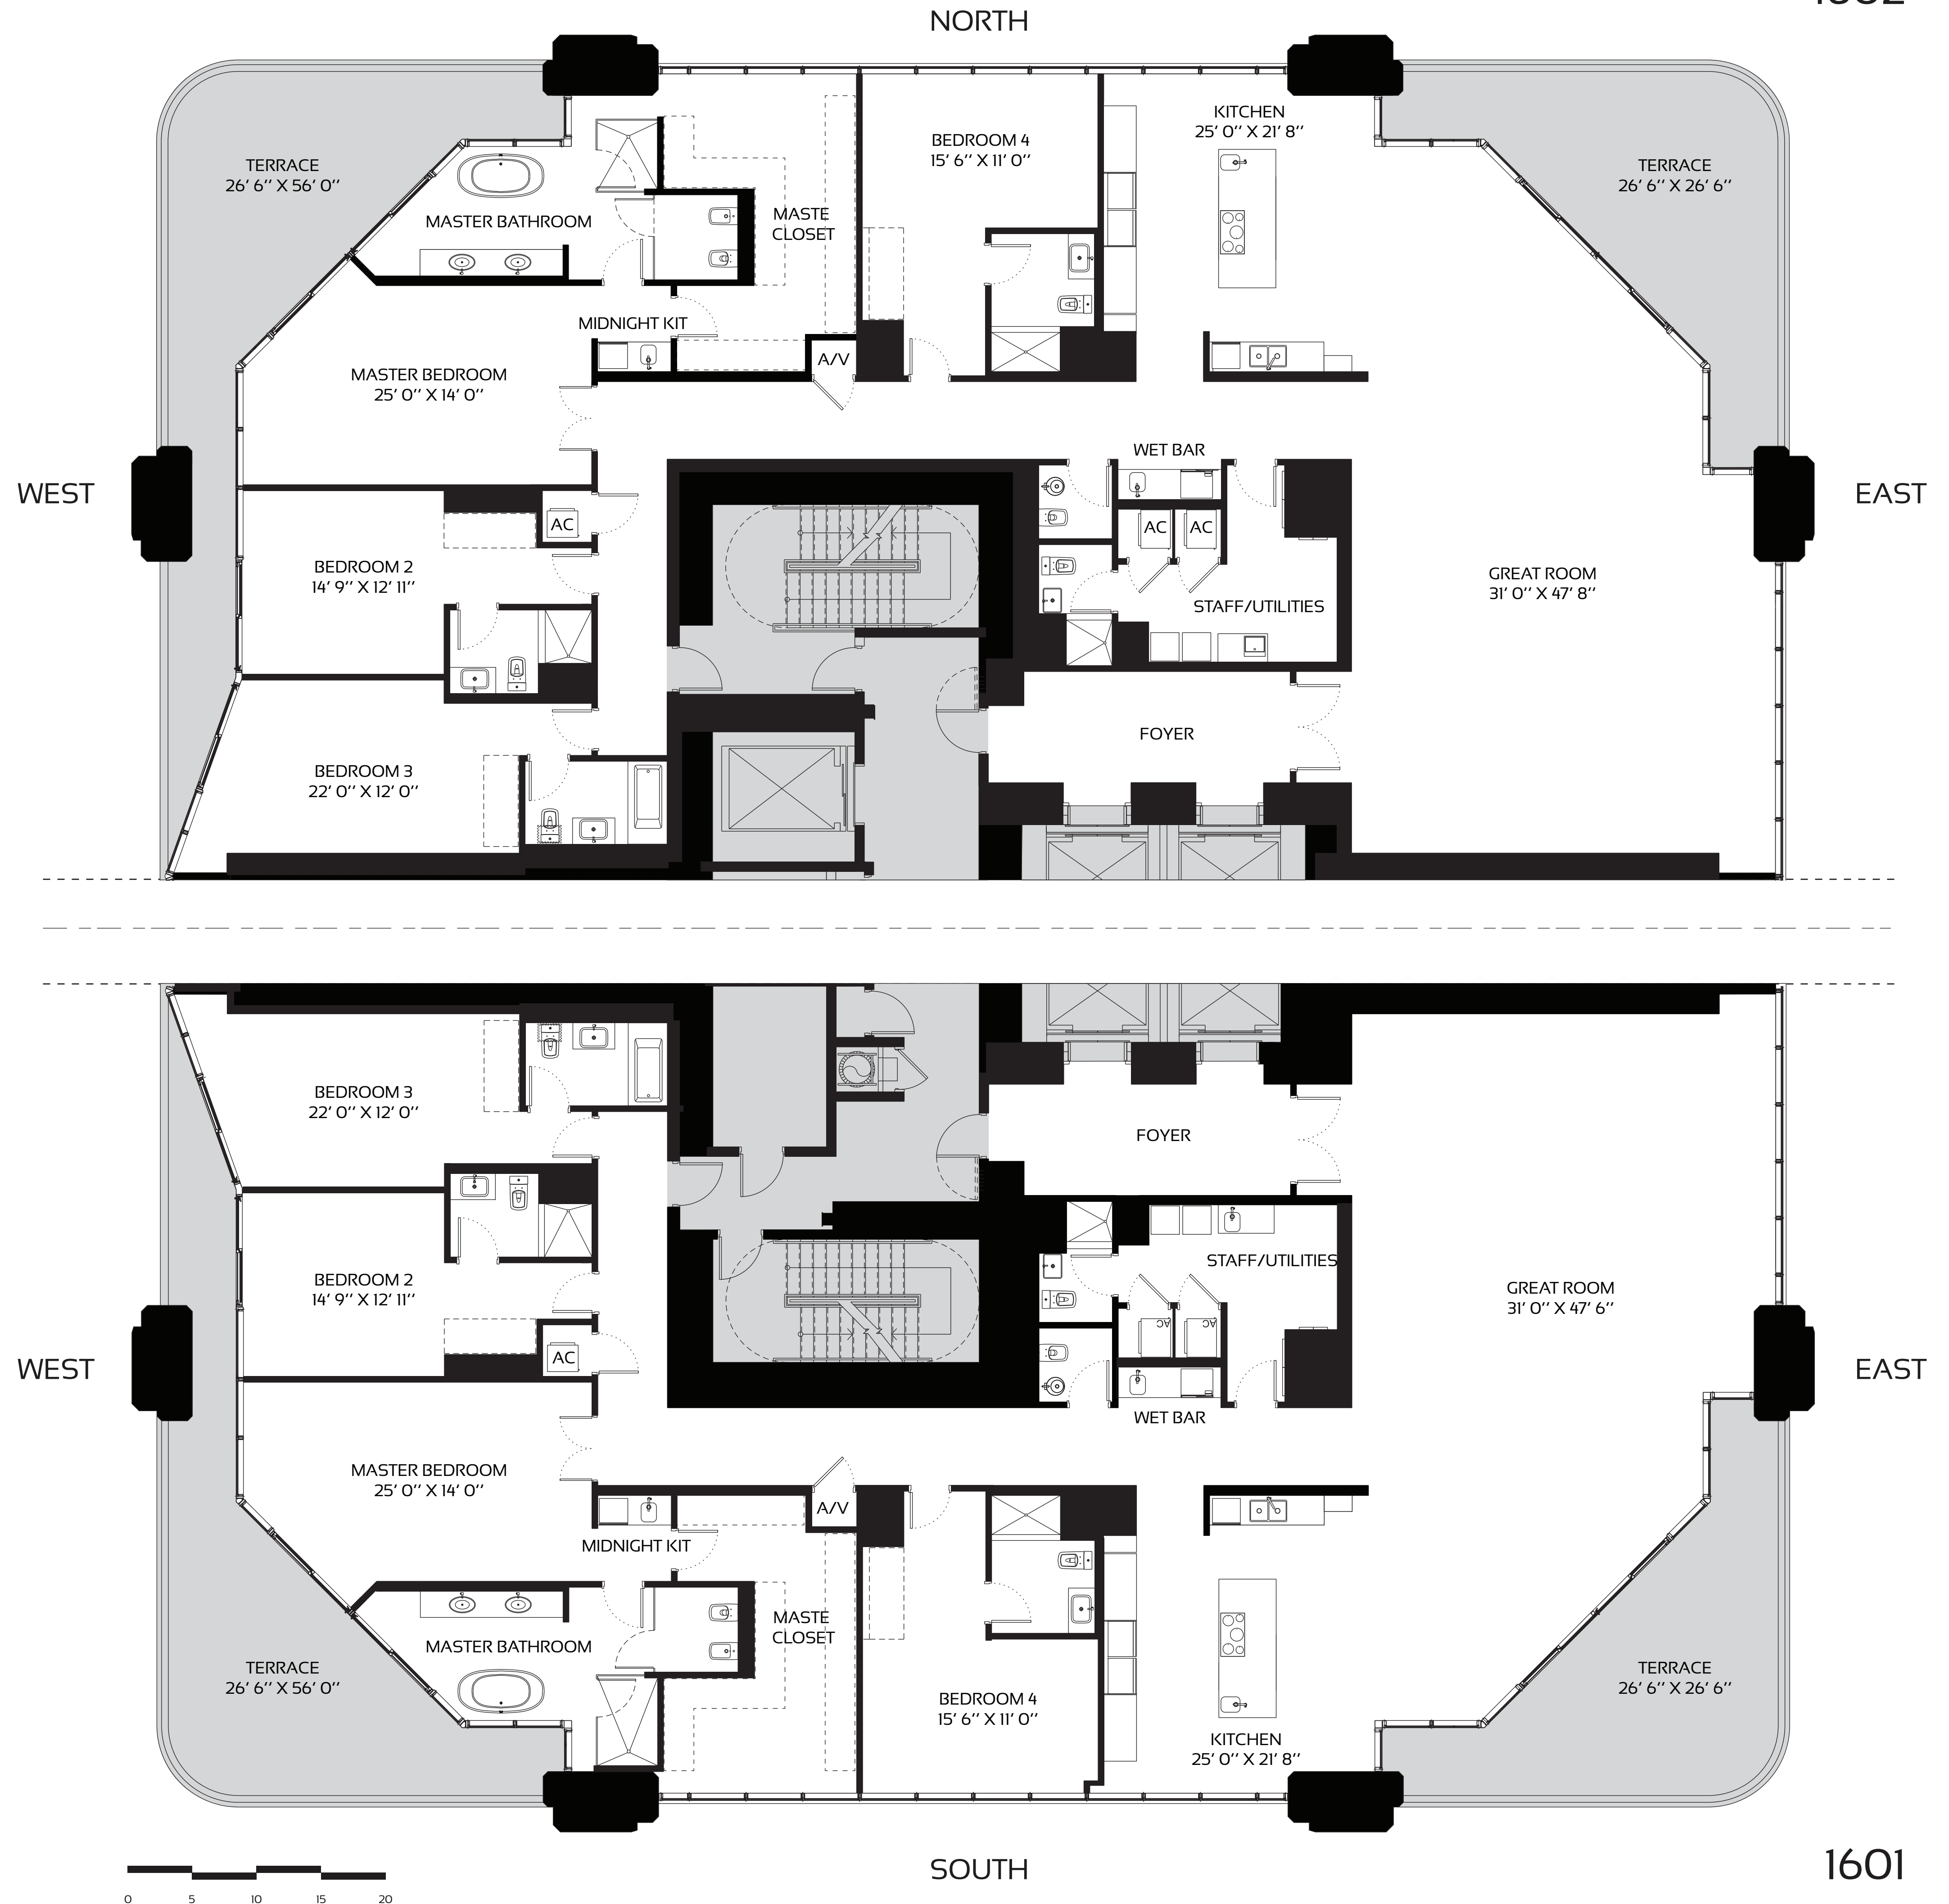 NORTH
TERRACE
26' 6'' X 56' 0''
MASTER BATHROOM
MASTE
CLOSET
BEDROOM 4
15' 6'' X 11' 0''
KITCHEN
25' 0'' X 21' 8''
TERRACE
26' 6'' X 26' 6''
MIDNIGHT KIT
A/V
MASTER BEDROOM
25' 0'' X 14' 0''
WEST
WET BAR
EAST
AC
AC
AC
BEDROOM 2
14' 9'' X 12' 11''
STAFF/UTILITIES
GREAT ROOM
31' 0'' X 47' 8''
FOYER
BEDROOM 3
22' 0'' X 12' 0''
BEDROOM 3
22' 0'' X 12' 0''
FOYER
BEDROOM 2
14' 9'' X 12' 11''
STAFF/UTILITIES
GREAT ROOM
31' 0'' X 47' 6''
AC
AC
AC
WEST
WET BAR
EAST
MASTER BEDROOM
25' 0'' X 14' 0''
A/V
MIDNIGHT KIT
MASTER BATHROOM
MASTE
CLOSET
TERRACE
26' 6'' X 56' 0''
BEDROOM 4
15' 6'' X 11' 0''
KITCHEN
25' 0'' X 21' 8''
TERRACE
26' 6'' X 26' 6''
SOUTH
1601
0 5 10 15 20